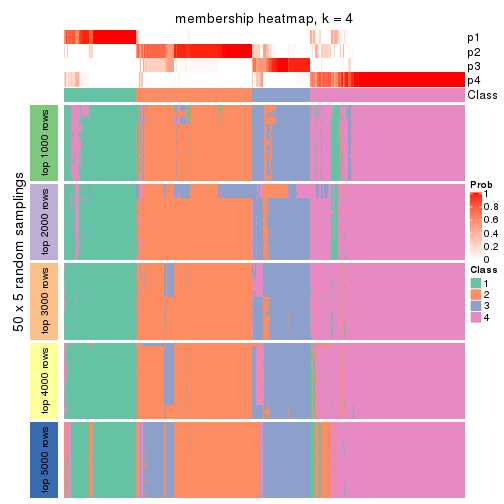 membership heatmap, k = 4
p1
p2
p3
p4
Class
50 x 5 random samplings
top 1000 rows
top 2000 rows
top 3000 rows
top 4000 rows
top 5000 rows
Prob
1
0.8
0.6
0.4
0.2
0
Class
1
2
3
4